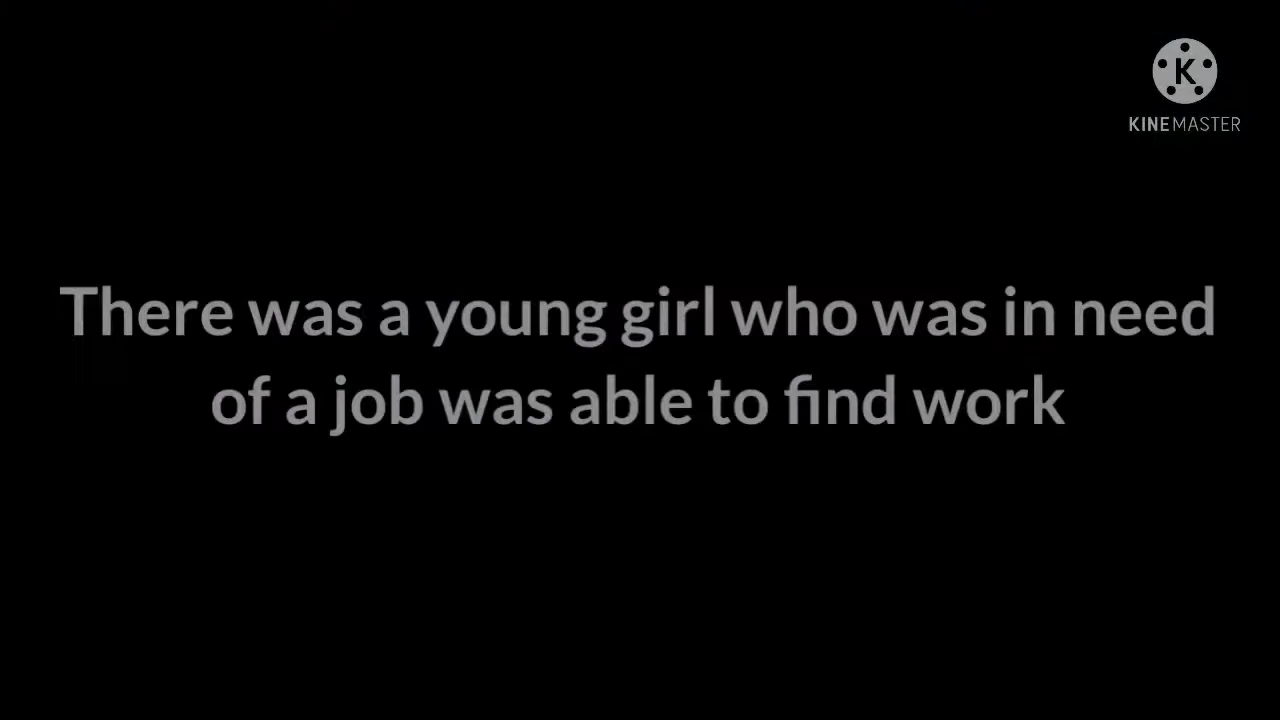 K
KINEMASTER
There was a young girl who was in need
of a job was able to find work